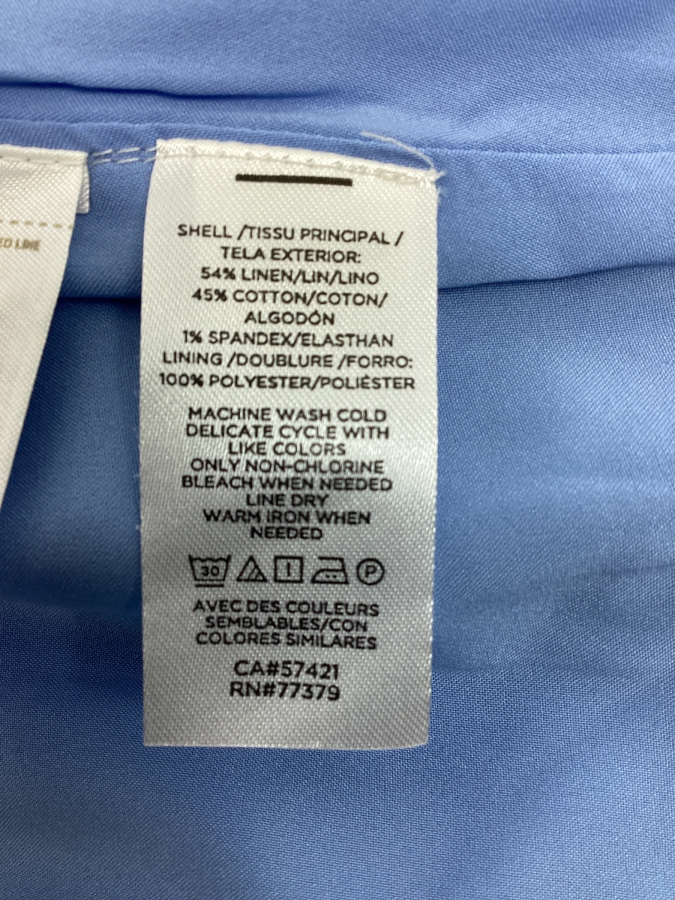 SHELL /TISSU PRINCIPAL /
TELA EXTERIOR:
54% LINEN/LIN/LINO
45% COTTON/COTON/
ALGODÓN
1% SPANDEX/ELASTHAN
LINING /DOUBLURE /FORRO:
100% POLYESTER/POLIÉSTER
MACHINE WASH COLD
DELICATE CYCLE WITH
LIKE COLORS
ONLY NON-CHLORINE
BLEACH WHEN NEEDED
LINE DRY
WARM IRON WHEN
NEEDED
30 P
AVEC DES COULEURS
SEMBLABLES/CON
COLORES SIMILARES
CA#57421
RN#77379